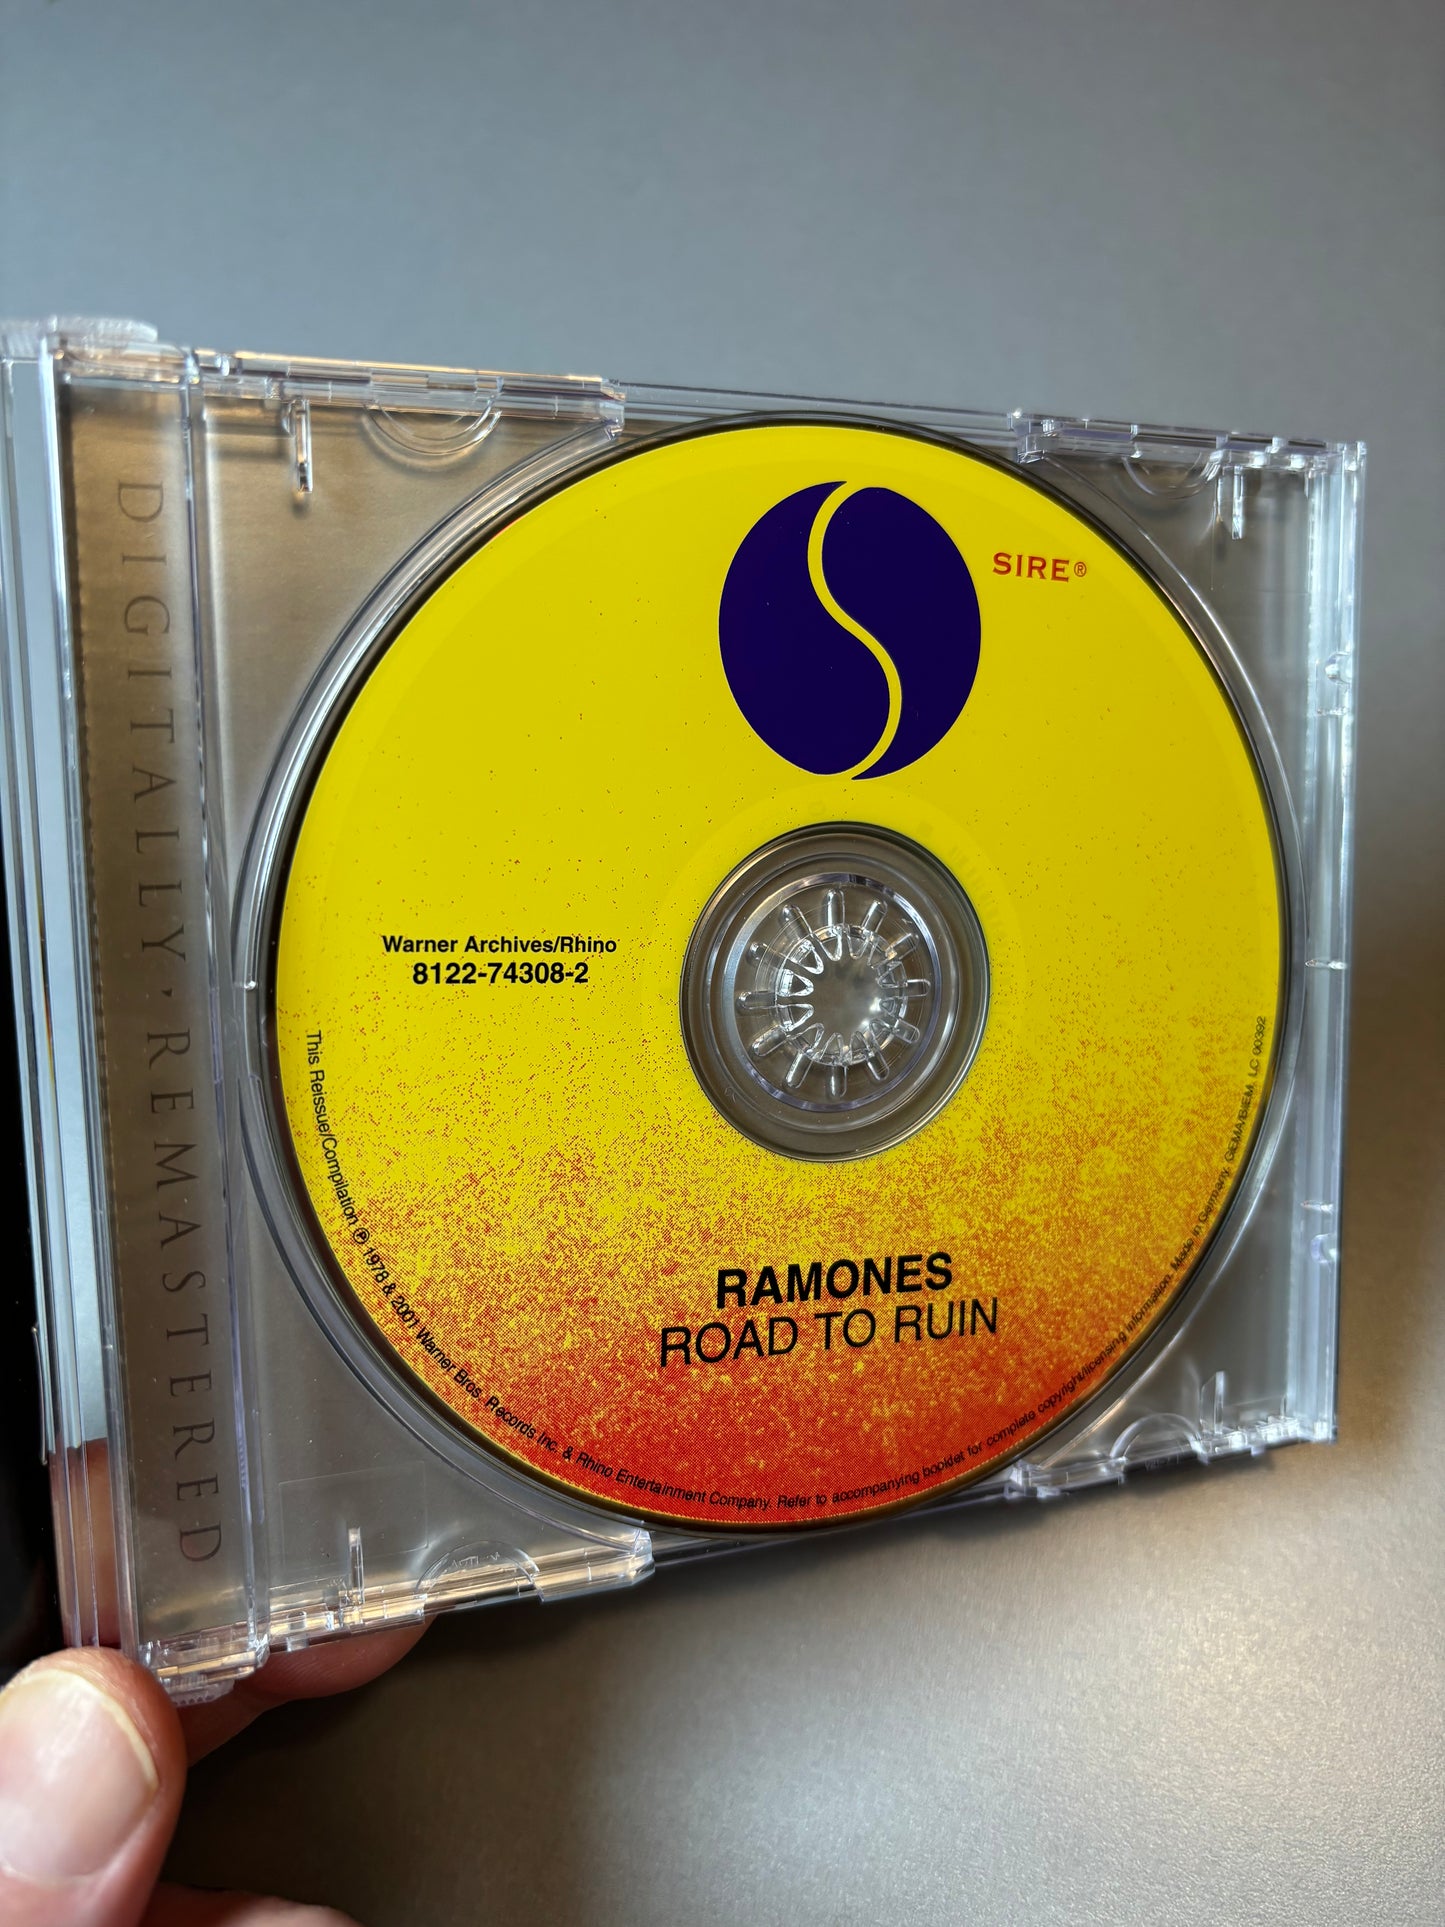 DIGITALLY REMASTERED
SIRE®
Warner Archives/Rhino
8122-74308-2
RAMONES
ROAD TO RUIN
This Reissue/Compilation ℗ 1978 & 2001 Warner Bros. Records Inc. & Rhino Entertainment Company. Refer to accompanying booklet for complete copyright/licensing information. Made in Germany. GEMA/BIEM. LC 00392